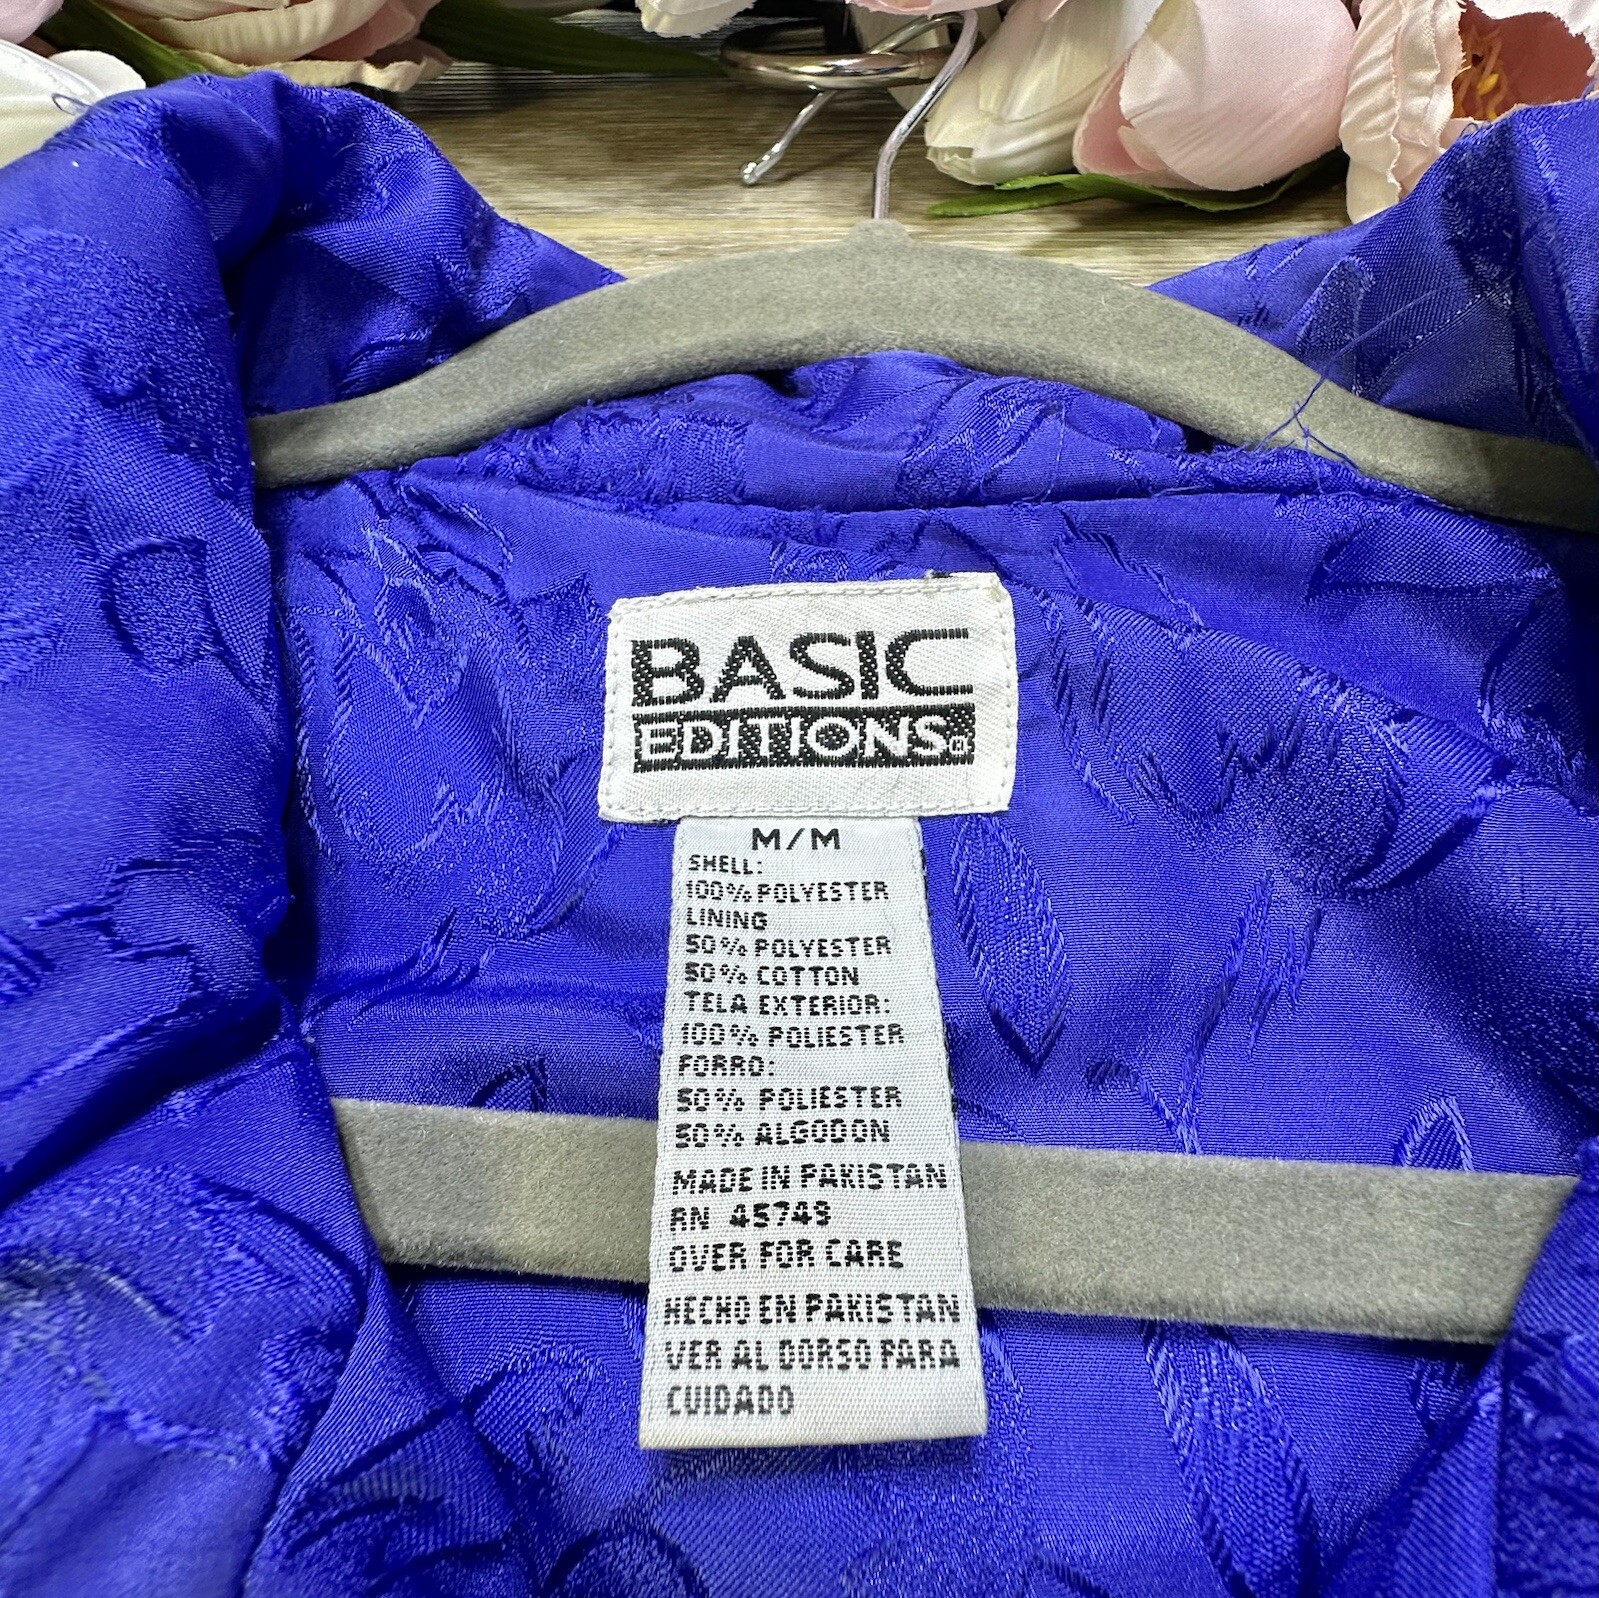 BASIC
EDITIONS®
M/M
SHELL:
100% POLYESTER
LINING
50% POLYESTER
50% COTTON
TELA EXTERIOR:
100% POLIESTER
FORRO:
50% POLIESTER
50% ALGODON
MADE IN PAKISTAN
RN 45749
OVER FOR CARE
HECHO EN PAKISTAN
VER AL DORSO PARA
CUIDADO